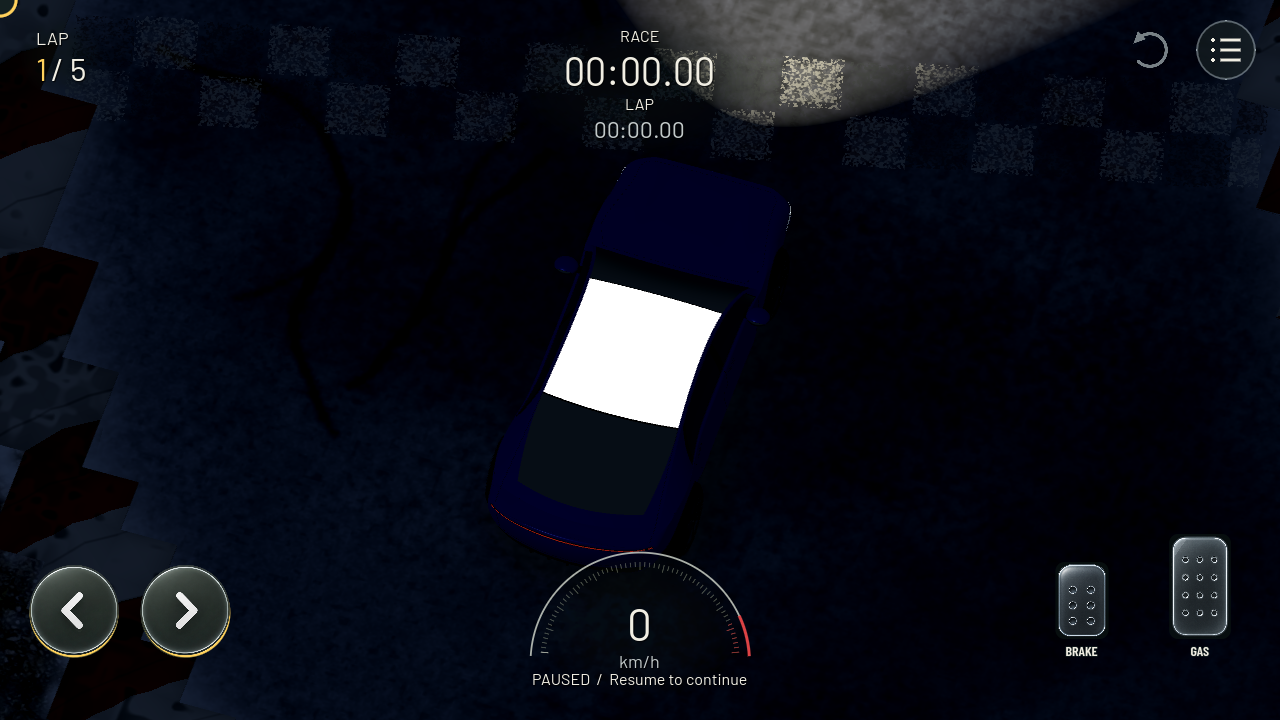 LAP
1/ 5
RACE
00:00.00
LAP
00:00.00
0
km/h
PAUSED / Resume to continue
BRAKE
GAS